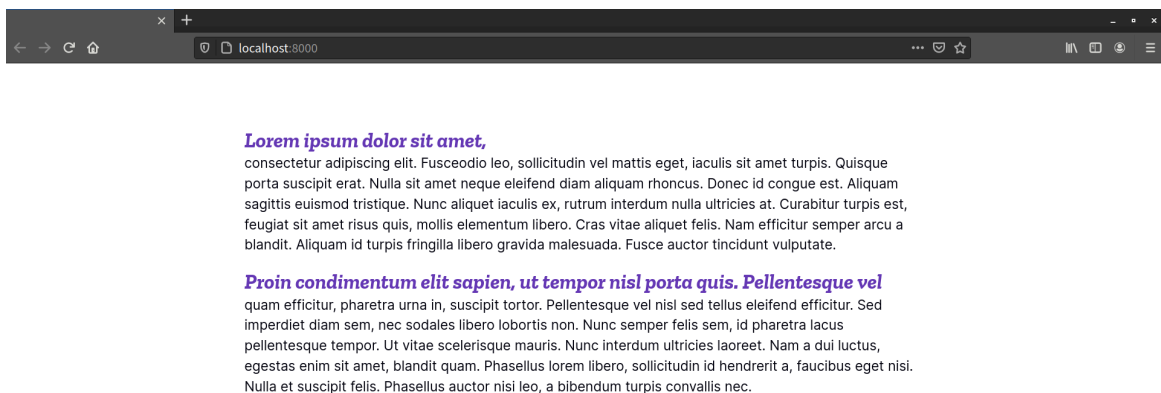 localhost:8000
Lorem ipsum dolor sit amet,
consectetur adipiscing elit. Fusceodio leo, sollicitudin vel mattis eget, iaculis sit amet turpis. Quisque
porta suscipit erat. Nulla sit amet neque eleifend diam aliquam rhoncus. Donec id congue est. Aliquam
sagittis euismod tristique. Nunc aliquet iaculis ex, rutrum interdum nulla ultricies at. Curabitur turpis est,
feugiat sit amet risus quis, mollis elementum libero. Cras vitae aliquet felis. Nam efficitur semper arcu a
blandit. Aliquam id turpis fringilla libero gravida malesuada. Fusce auctor tincidunt vulputate.
Proin condimentum elit sapien, ut tempor nisl porta quis. Pellentesque vel
quam efficitur, pharetra urna in, suscipit tortor. Pellentesque vel nisl sed tellus eleifend efficitur. Sed
imperdiet diam sem, nec sodales libero lobortis non. Nunc semper felis sem, id pharetra lacus
pellentesque tempor. Ut vitae scelerisque mauris. Nunc interdum ultricies laoreet. Nam a dui luctus,
egestas enim sit amet, blandit quam. Phasellus lorem libero, sollicitudin id hendrerit a, faucibus eget nisi.
Nulla et suscipit felis. Phasellus auctor nisi leo, a bibendum turpis convallis nec.